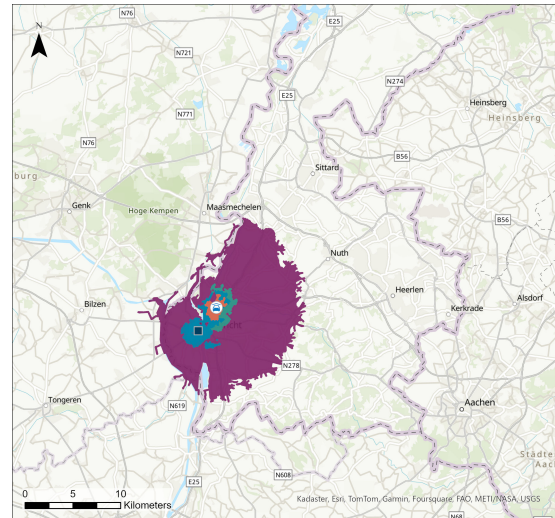 N76
N
N721
E25
N274
Heinsberg
Heinsberg
N771
N76
B56
Sittard
burg
Genk
Hoge Kempen
Maasmechelen
B56
Nuth
Heerlen
Alsdorf
Bilzen
Kerkrade
N278
Tongeren
N619
Aachen
Städte
Aac
N608
E25
0 5 10
Kilometers
Kadaster, Esri, TomTom, Garmin, Foursquare, FAO, METI/NASA, USGS
N68